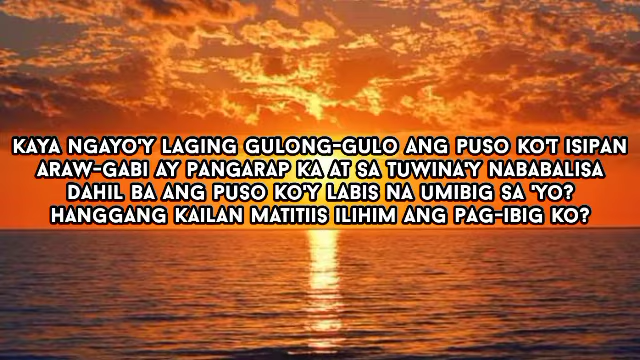 KAYA NGAYO'Y LAGING GULONG-GULO ANG PUSO KO'T ISIPAN
ARAW-GABI AY PANGARAP KA AT SA TUWINA'Y NABABALISA
DAHIL BA ANG PUSO KO'Y LABIS NA UMIBIG SA 'YO?
HANGGANG KAILAN MATITIIS ILIHIM ANG PAG-IBIG KO?